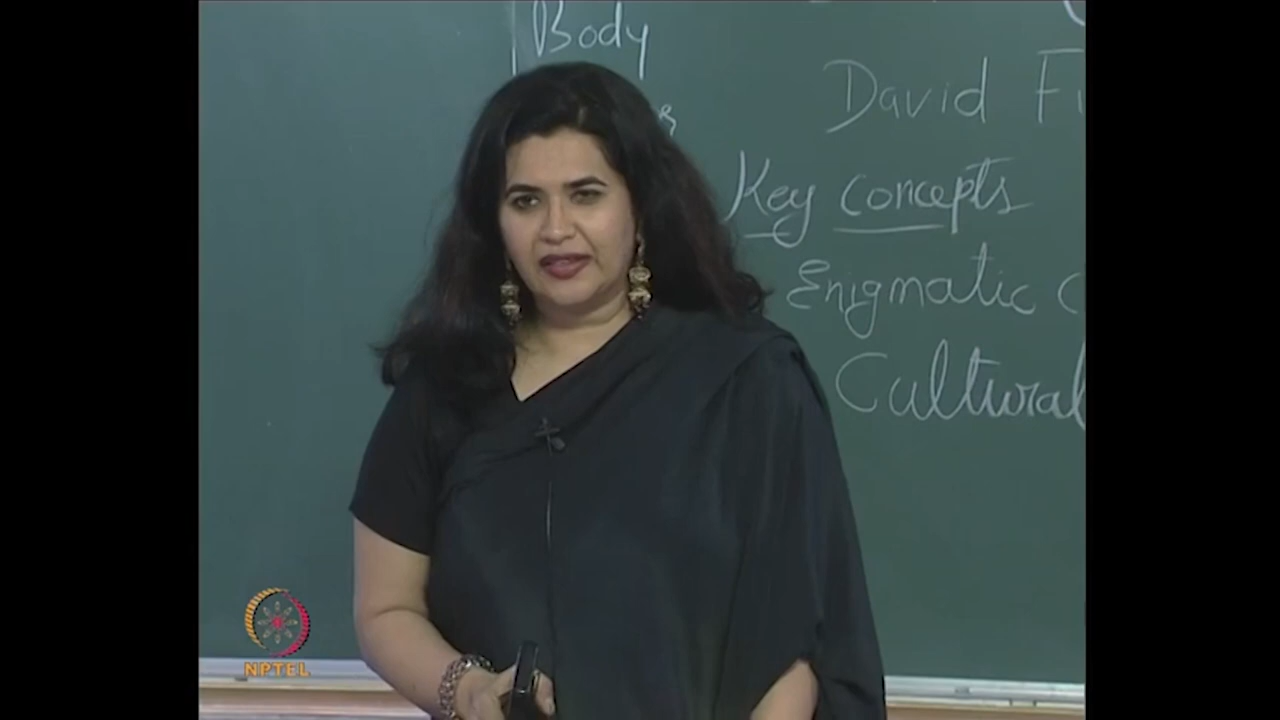 Body
David
Key concepts
Enigmatic
Cultural
NPTEL